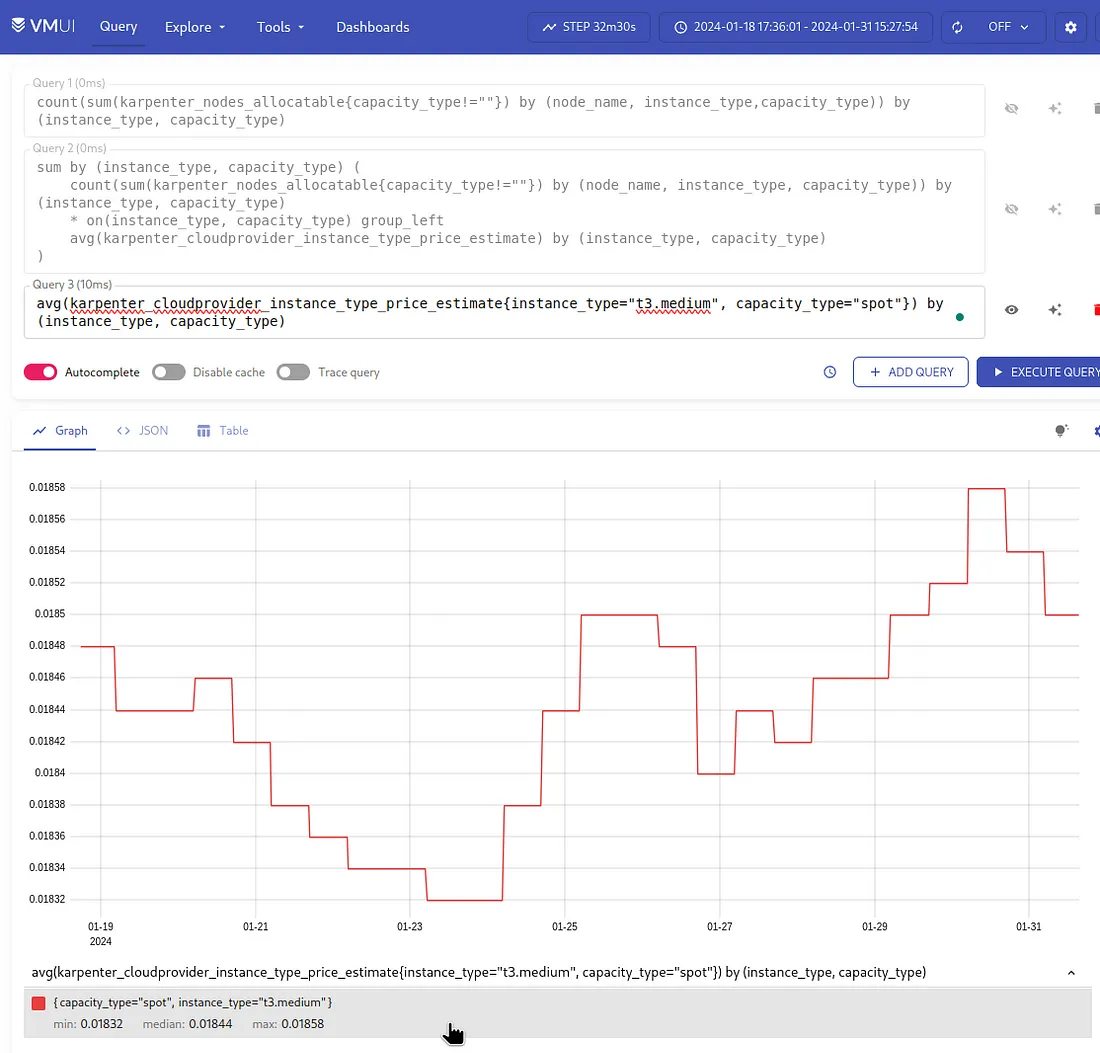 VMUI Query Explore Tools Dashboards STEP 32m30s 2024-01-18 17:36:01 - 2024-01-31 15:27:54 OFF
Query 1 (0ms)
count(sum(karpenter_nodes_allocatable{capacity_type!=""}) by (node_name, instance_type,capacity_type)) by
(instance_type, capacity_type)
Query 2 (0ms)
sum by (instance_type, capacity_type) (
    count(sum(karpenter_nodes_allocatable{capacity_type!=""}) by (node_name, instance_type, capacity_type)) by
(instance_type, capacity_type)
    * on(instance_type, capacity_type) group_left
    avg(karpenter_cloudprovider_instance_type_price_estimate) by (instance_type, capacity_type)
)
Query 3 (10ms)
avg(karpenter_cloudprovider_instance_type_price_estimate{instance_type="t3.medium", capacity_type="spot"}) by
(instance_type, capacity_type)
Autocomplete Disable cache Trace query + ADD QUERY EXECUTE QUERY
Graph <> JSON Table
0.01858
0.01856
0.01854
0.01852
0.0185
0.01848
0.01846
0.01844
0.01842
0.0184
0.01838
0.01836
0.01834
0.01832
01-19 01-21 01-23 01-25 01-27 01-29 01-31
2024
avg(karpenter_cloudprovider_instance_type_price_estimate{instance_type="t3.medium", capacity_type="spot"}) by (instance_type, capacity_type)
{capacity_type="spot", instance_type="t3.medium"}
min: 0.01832 median: 0.01844 max: 0.01858